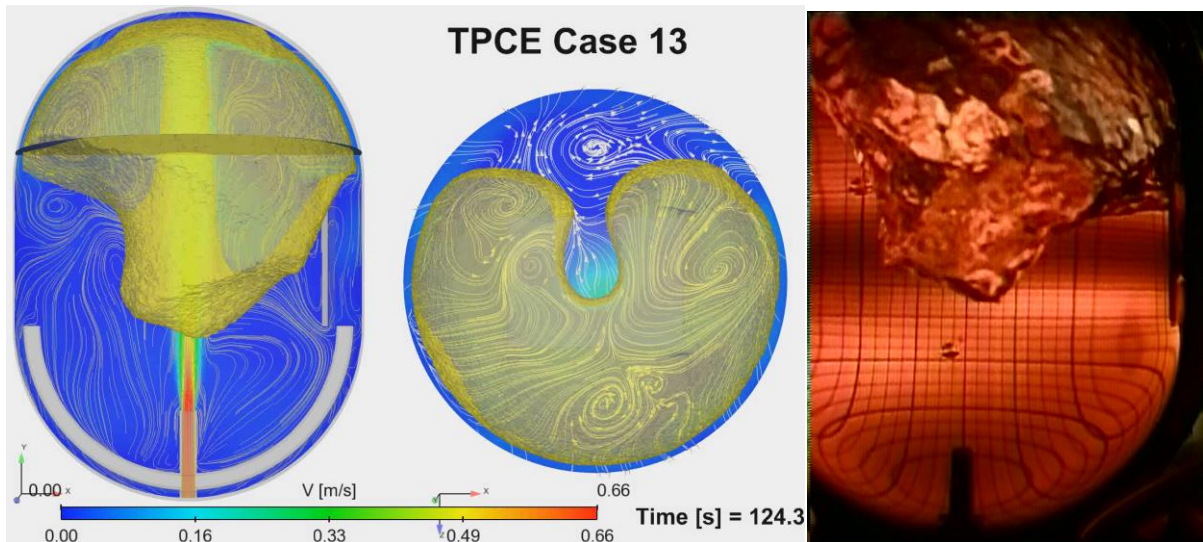 TPCE Case 13
Y
X
0.00
V [m/s]
X
Z
0.66
0.00
0.16
0.33
0.49
0.66
Time [s] = 124.3